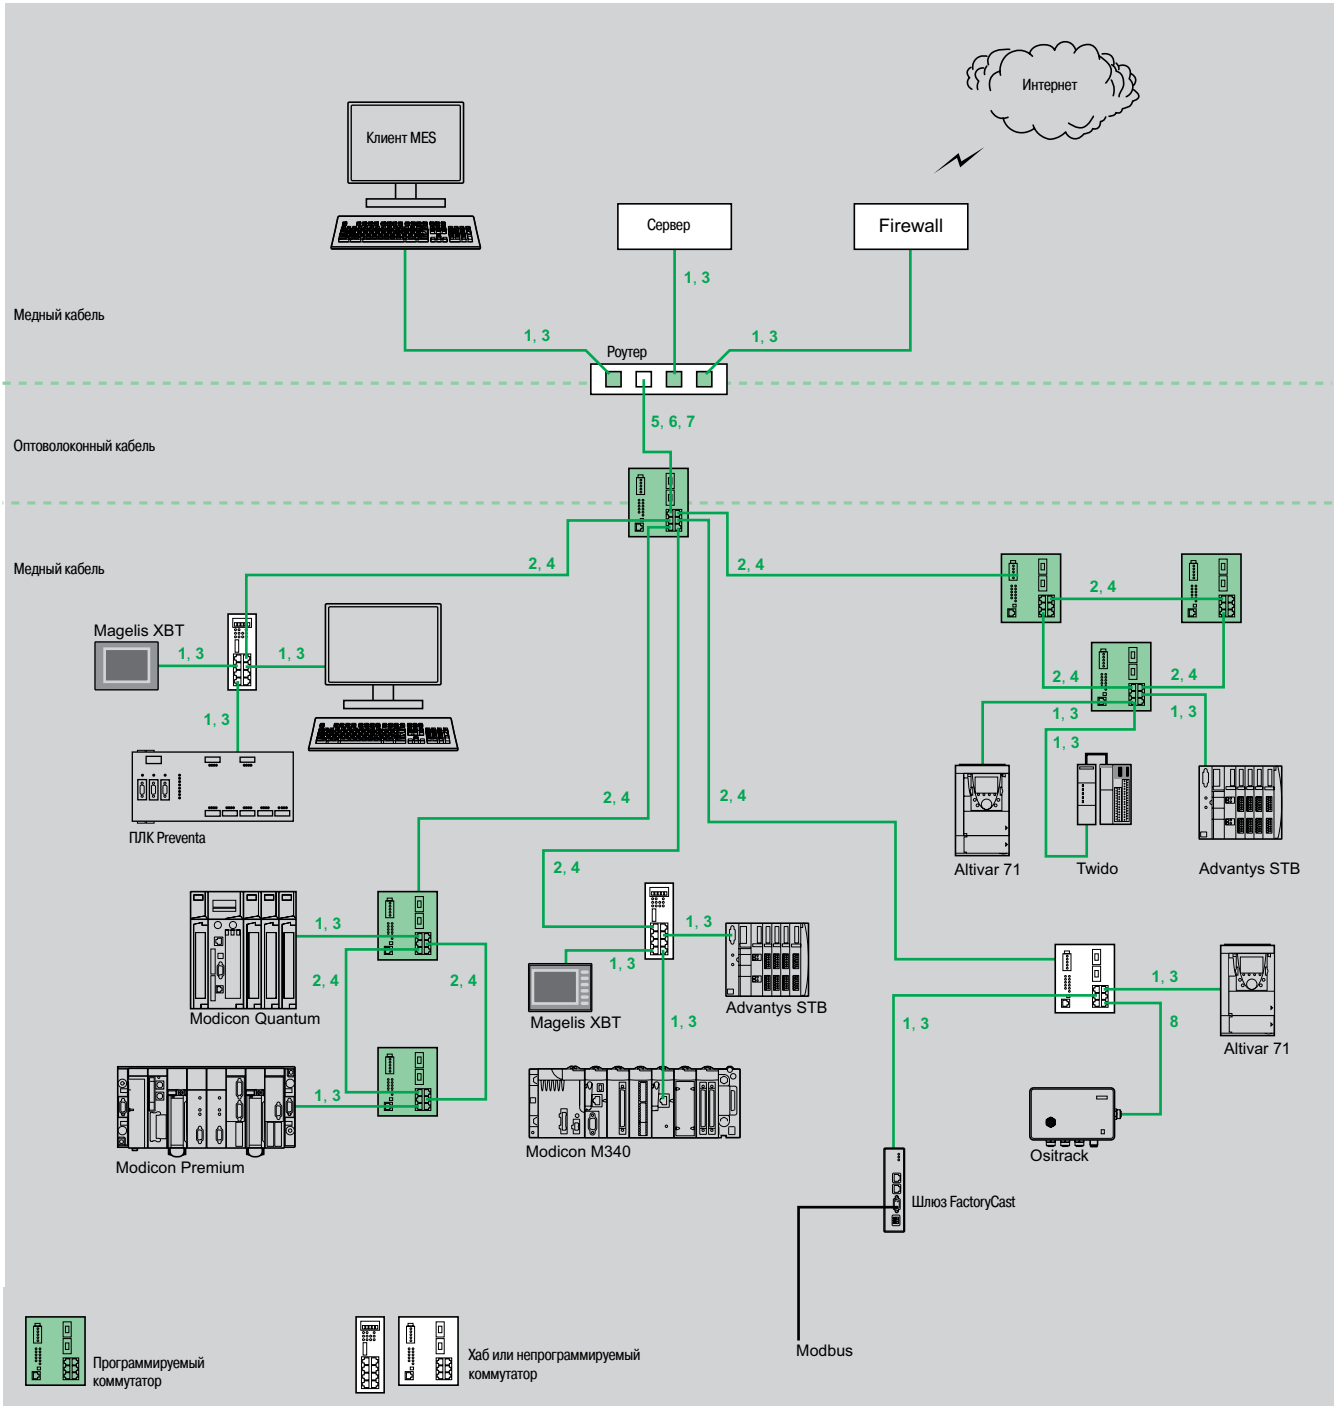 Интернет
Клиент MES
Сервер
Firewall
1, 3
Медный кабель
1, 3
1, 3
Роутер
5, 6, 7
Оптоволоконный кабель
Медный кабель
2, 4
2, 4
2, 4
Magelis XBT
1, 3
1, 3
2, 4
2, 4
1, 3
1, 3
1, 3
1, 3
ПЛК Preventa
2, 4
2, 4
Altivar 71
Twido
Advantys STB
2, 4
1, 3
1, 3
1, 3
2, 4
2, 4
Modicon Quantum
Magelis XBT
Advantys STB
1, 3
1, 3
1, 3
8
Altivar 71
1, 3
Modicon Premium
Modicon M340
Ositrack
Шлюз FactoryCast
Modbus
Программируемый
коммутатор
Хаб или непрограммируемый
коммутатор